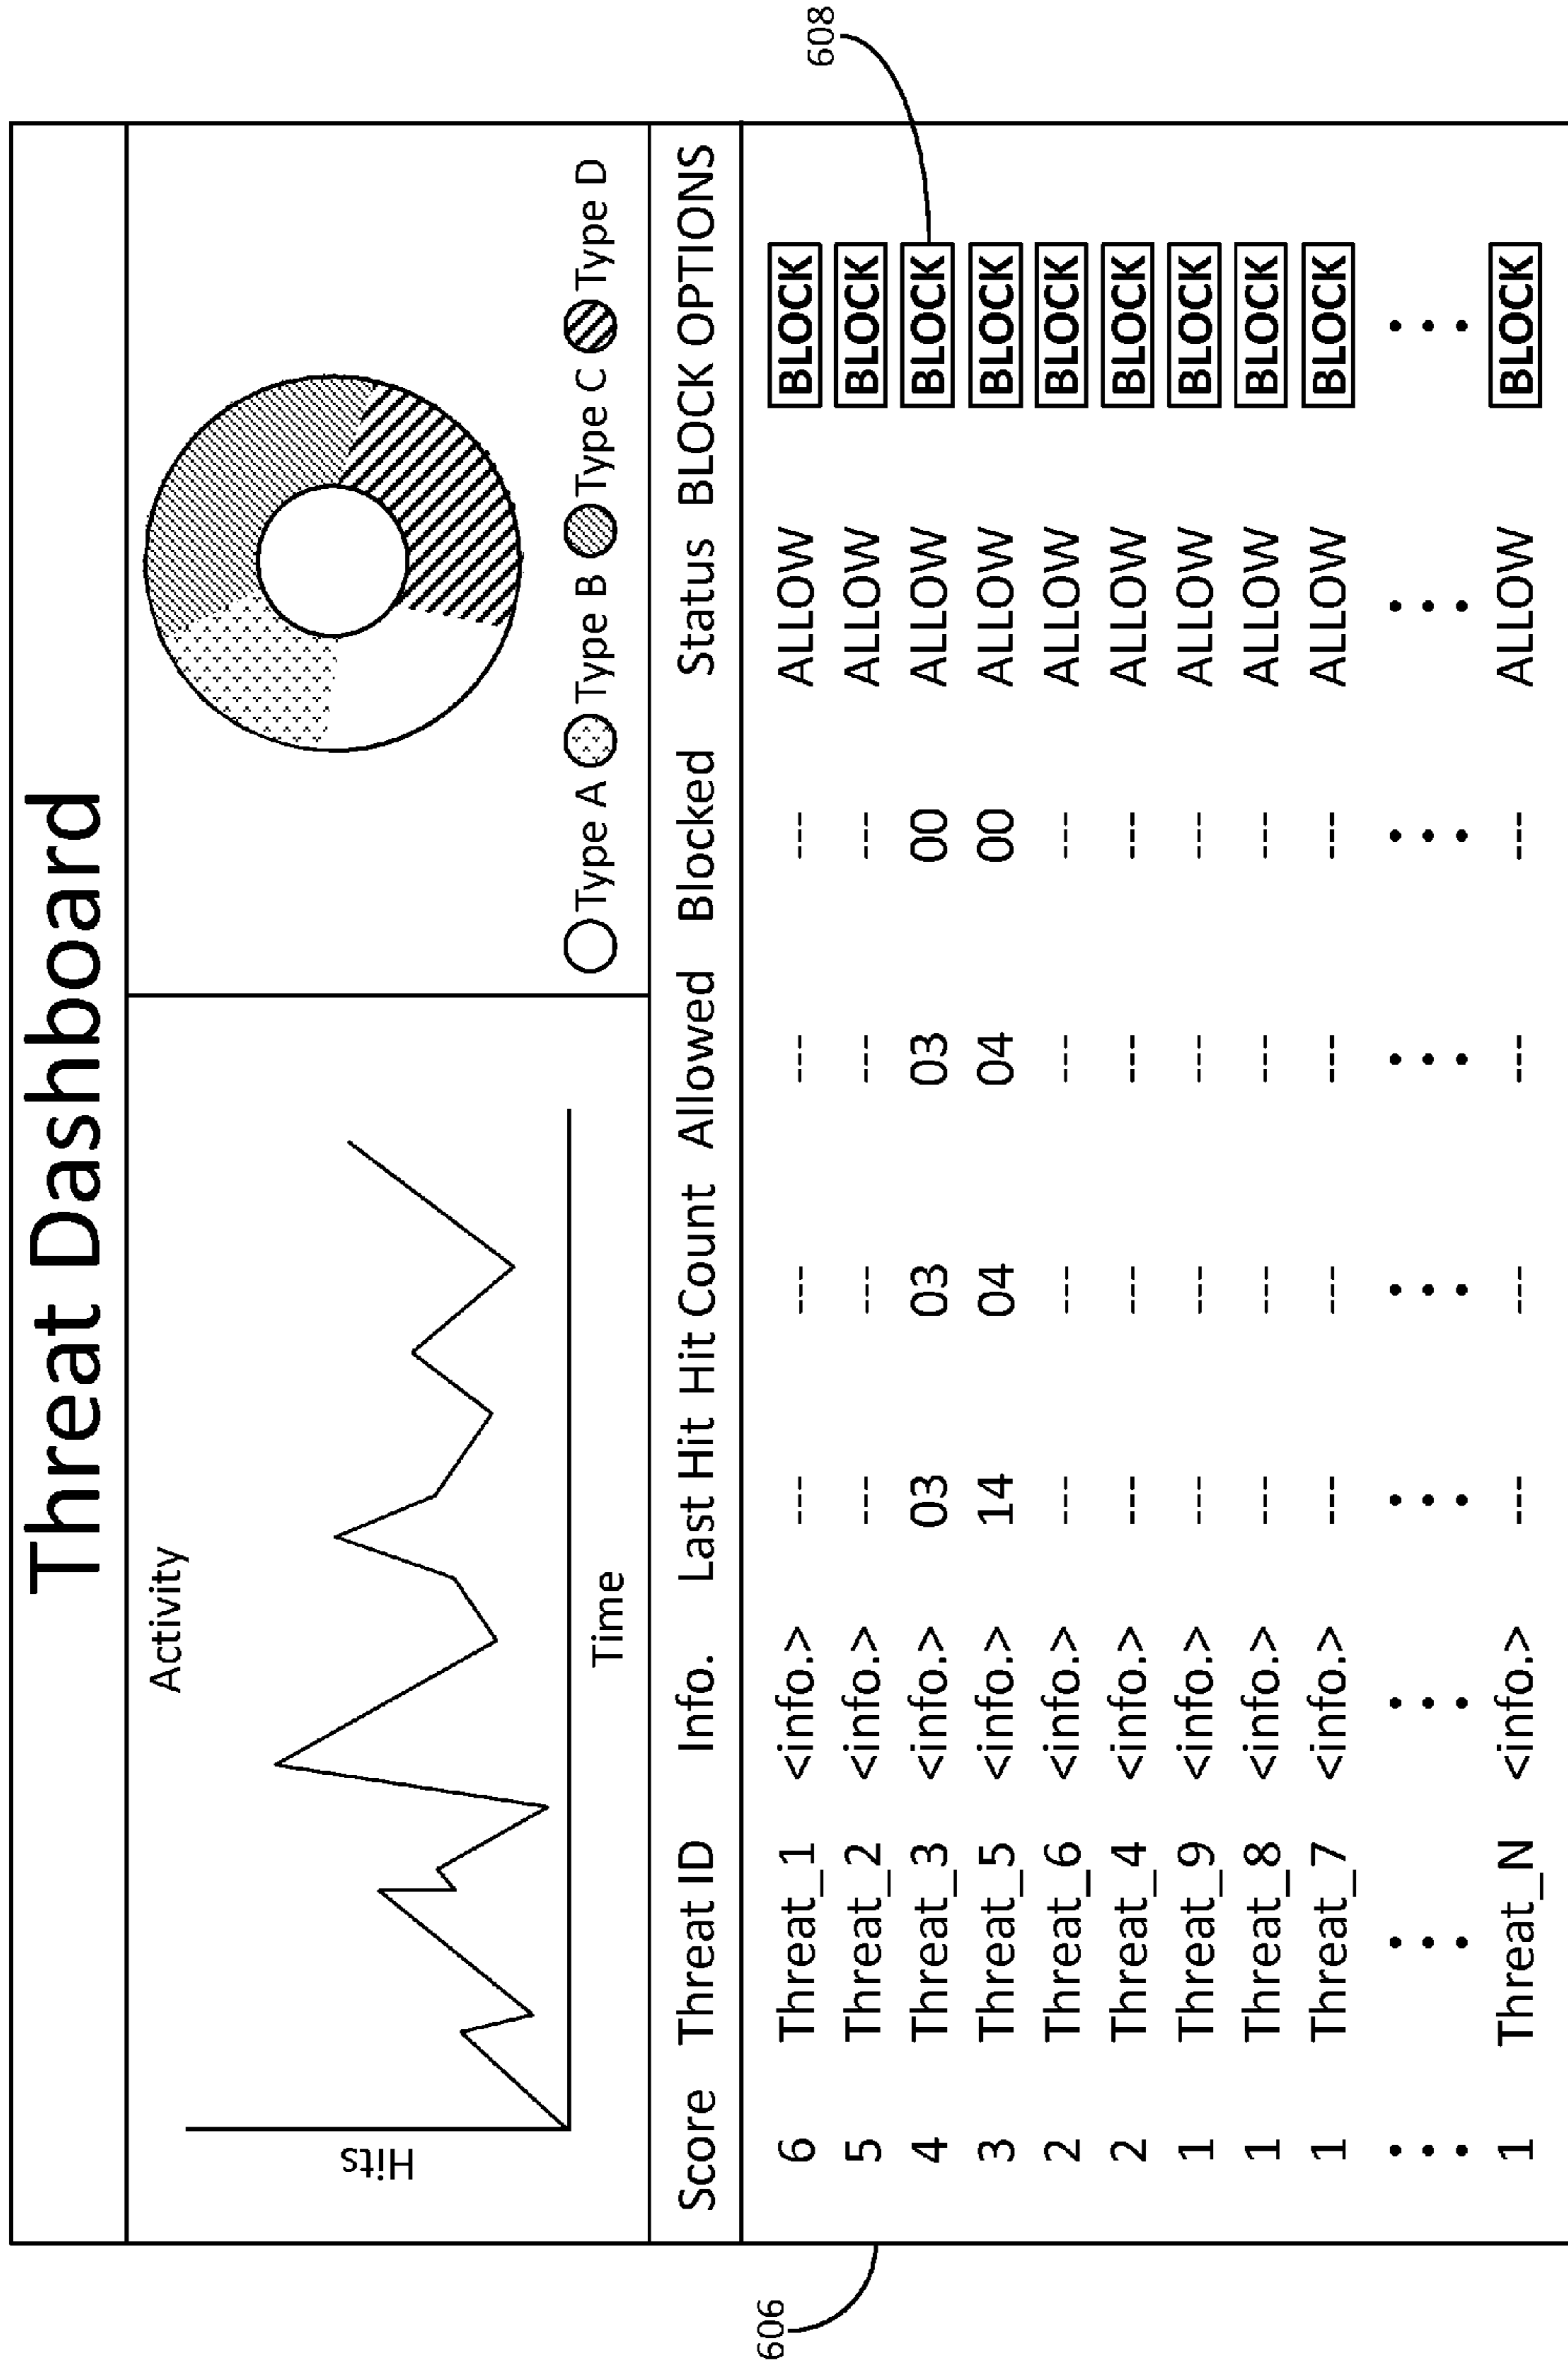 Threat Dashboard
Activity
Hits
Time
Type A Type B Type C Type D
Score Threat ID Info. Last Hit Hit Count Allowed Blocked Status BLOCK OPTIONS
6 Threat_1 <info.> --- --- --- --- ALLOW BLOCK
5 Threat_2 <info.> --- --- --- --- ALLOW BLOCK
4 Threat_3 <info.> 03 03 03 00 ALLOW BLOCK
3 Threat_5 <info.> 14 04 04 00 ALLOW BLOCK
2 Threat_6 <info.> --- --- --- --- ALLOW BLOCK
2 Threat_4 <info.> --- --- --- --- ALLOW BLOCK
1 Threat_9 <info.> --- --- --- --- ALLOW BLOCK
1 Threat_8 <info.> --- --- --- --- ALLOW BLOCK
1 Threat_7 <info.> --- --- --- --- ALLOW BLOCK
1 Threat_N <info.> --- --- --- --- ALLOW BLOCK
606
608